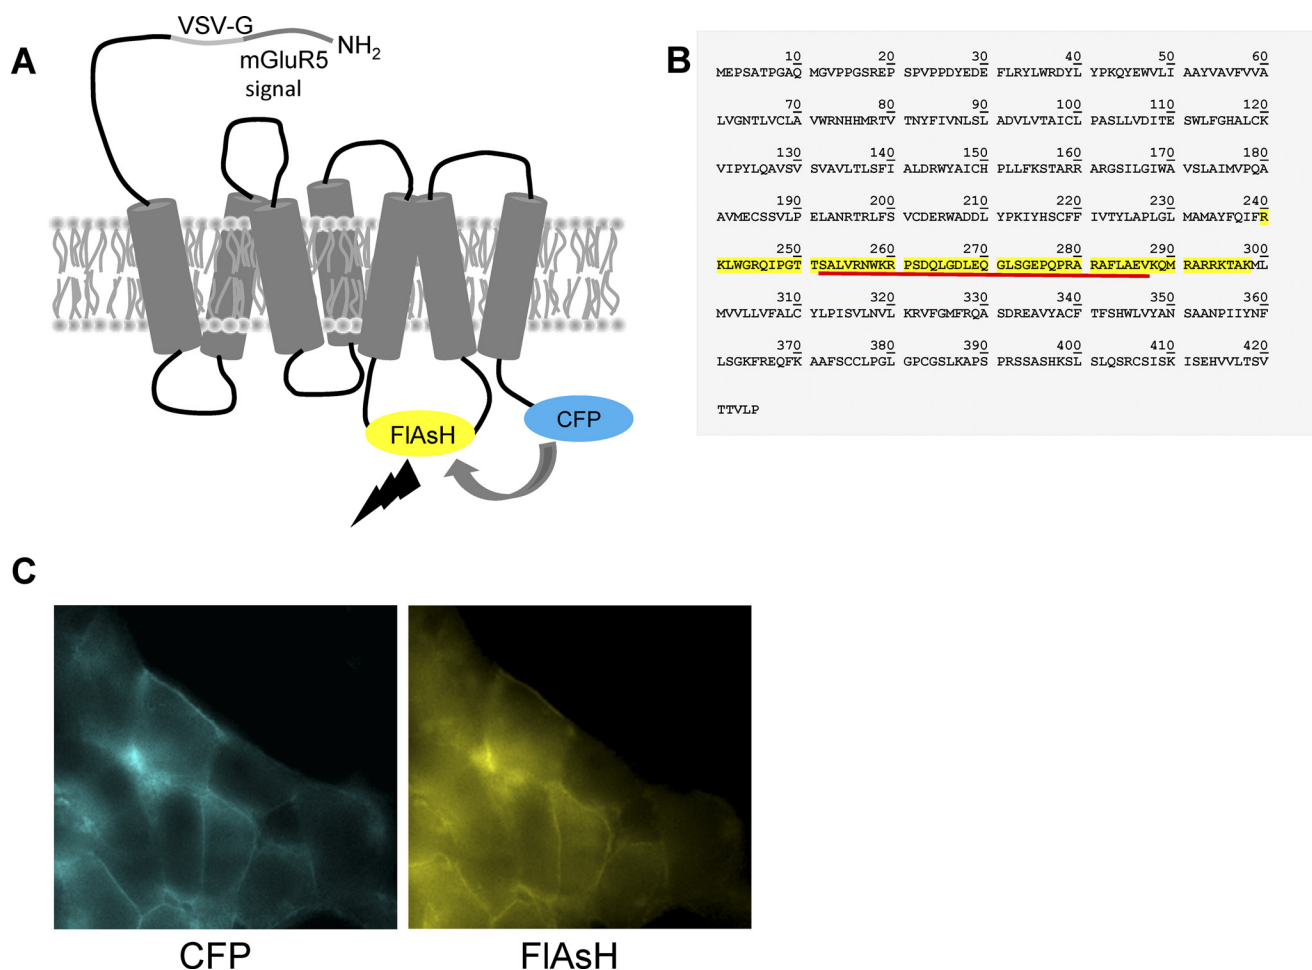 A
VSV-G
NH2
mGluR5
signal
FlAsH
CFP
B
10 20 30 40 50 60
MEPSATPGAQ MGVPPGSREP SPVPPDYEDE FLRYLWRDYL YPKQYEWVLI AAYVAVFVVA
70 80 90 100 110 120
LVGNTLVCLA VWRNHHMRTV TNYFIVNLSL ADVLVTAICL PASLLVDITE SWLFGHALCK
130 140 150 160 170 180
VIPYLQAVSV SVAVLTLSFI ALDRWYAICH PLLFKSTARR ARGSILGIWA VSLAIMVPQA
190 200 210 220 230 240
AVMECSSVLP ELANRTRLFS VCDERWADDL YPKIYHSCFF IVTYLAPLGL MAMAYFQIFR
250 260 270 280 290 300
KLWGRQIPGT TSALVRNWKR PSDQLGDLEQ GLSGEPQPRA RAFLAEVKQM RARRKTAKML
310 320 330 340 350 360
MVVLLVFALC YLPISVLNVL KRVFGMFRQA SDREAVYACF TFSHWLVYAN SAANPIIYNF
370 380 390 400 410 420
LSGKFREQFK AAFSCCLPGL GPCGSLKAPS PRSSASHKSL SLQSRCSISK ISEHVVLTSV
TTVLP
C
CFP FlAsH